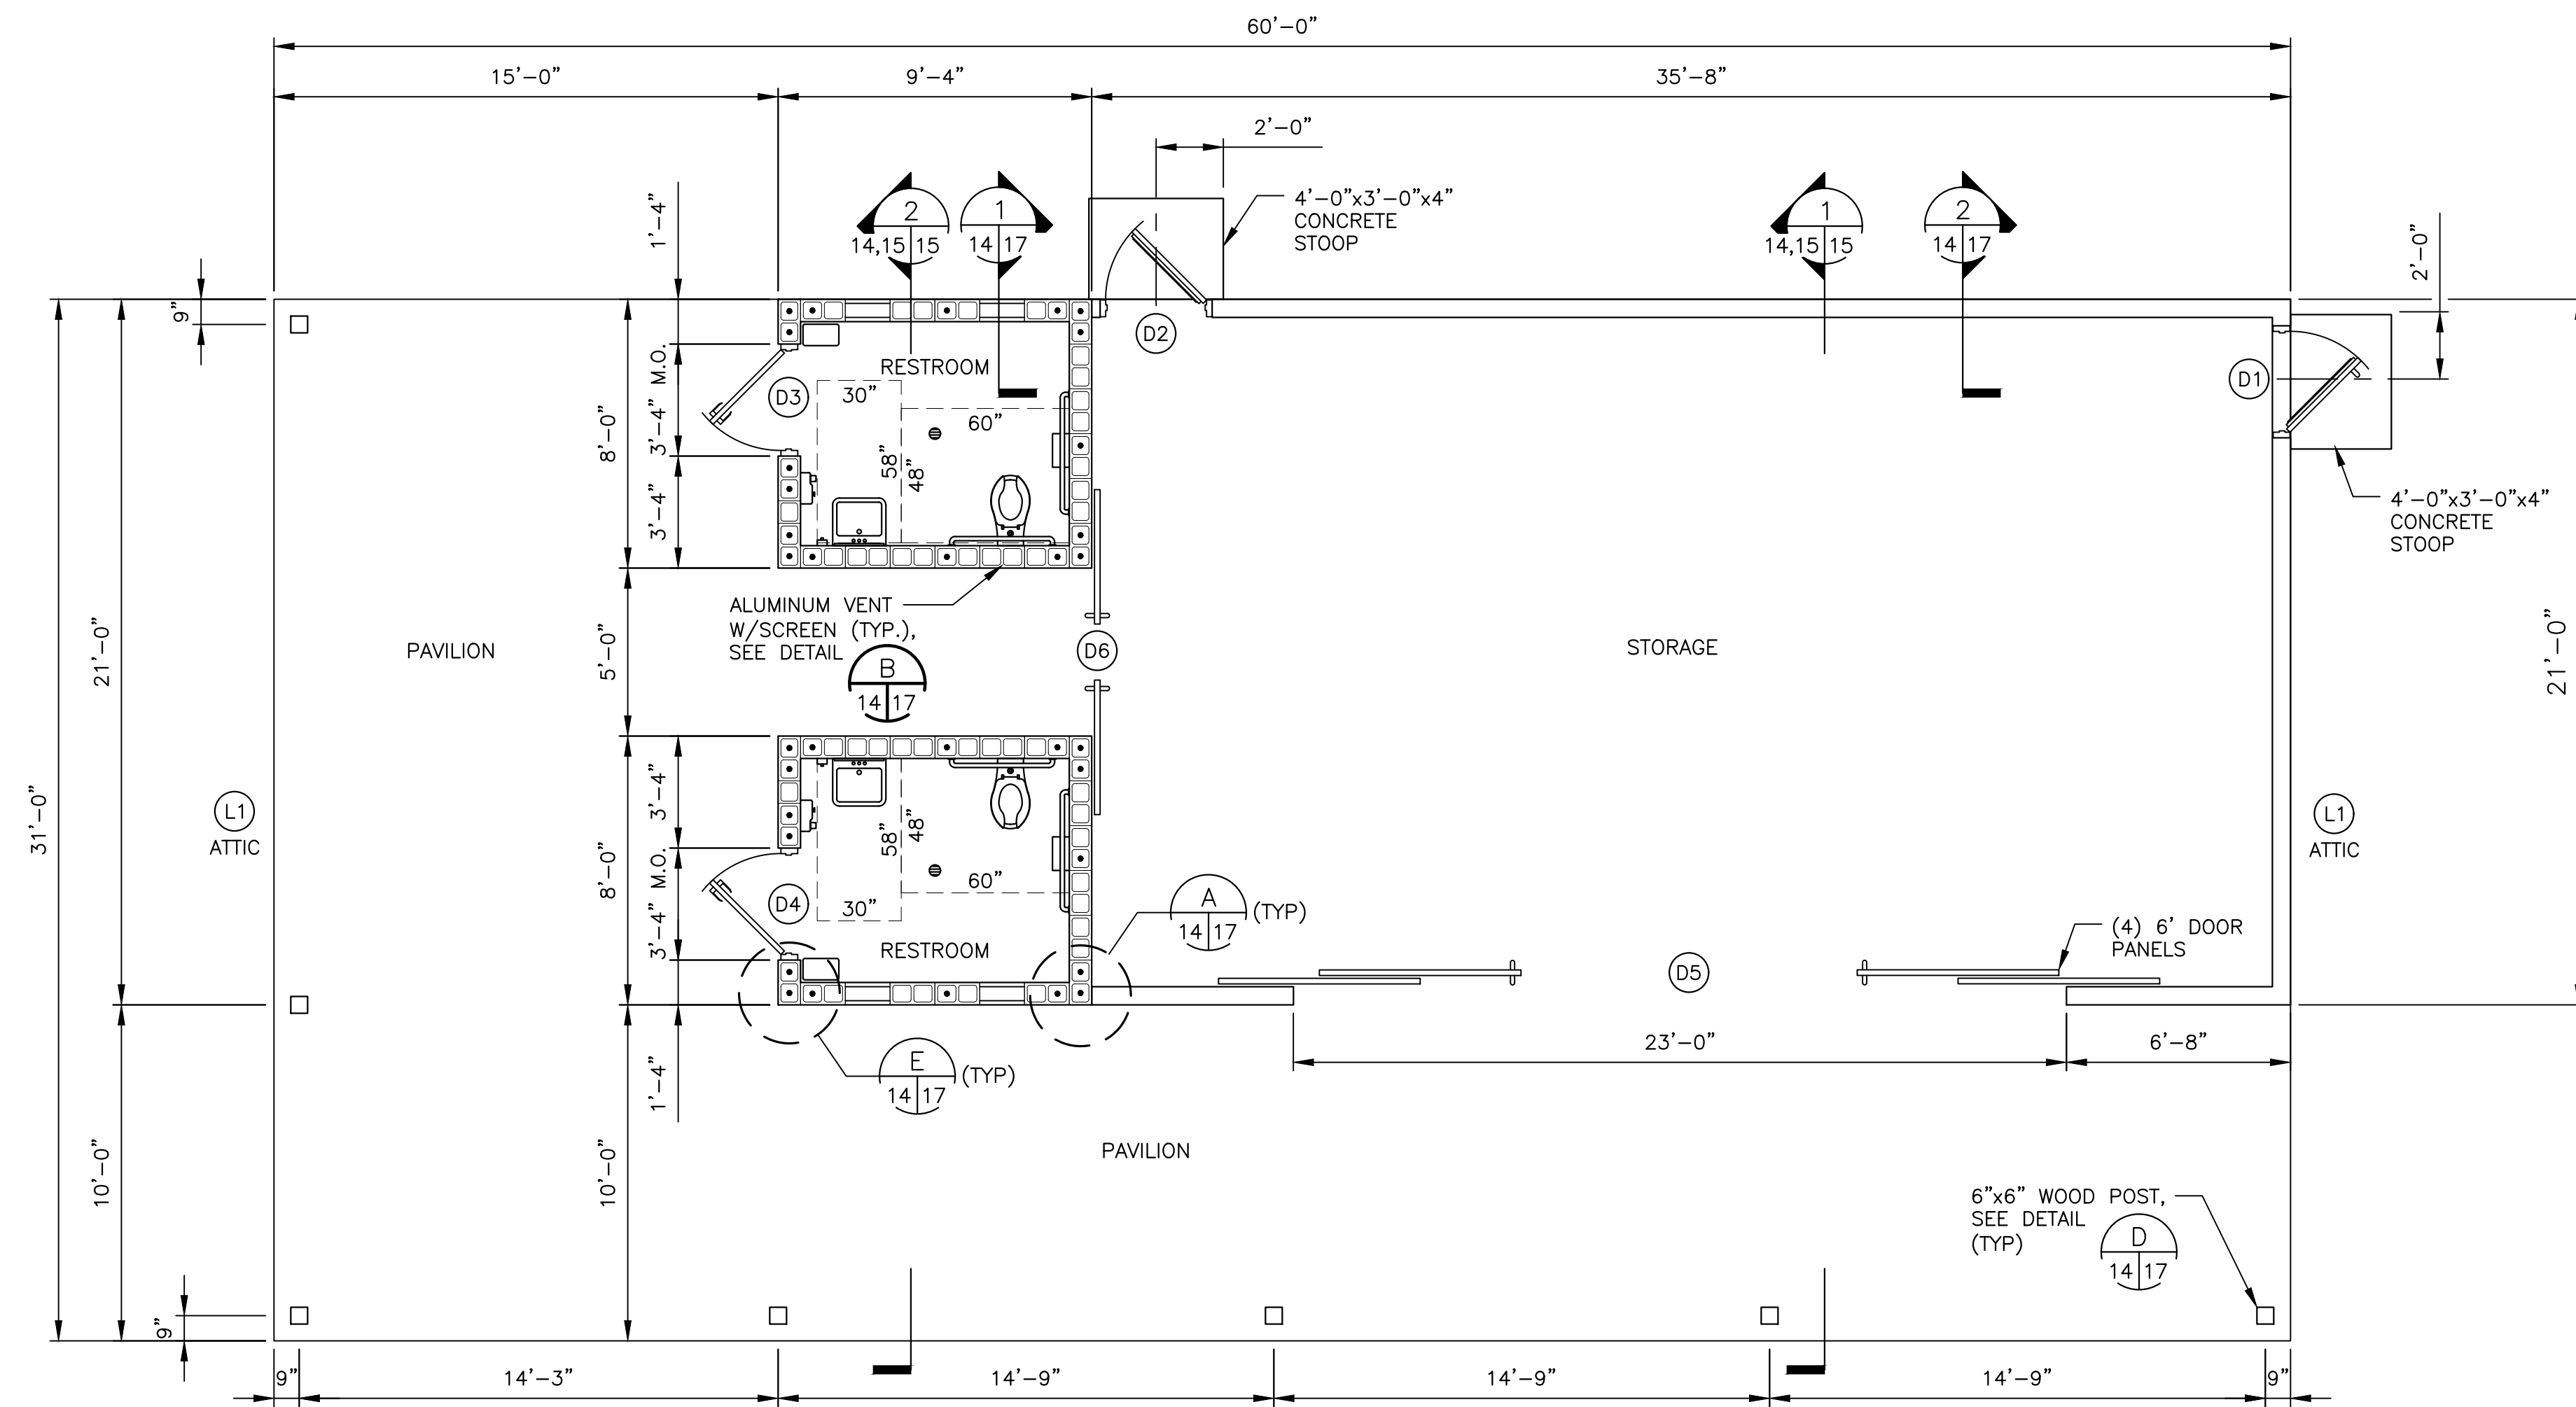 60'-0"
15'-0"
9'-4"
35'-8"
2'-0"
4'-0"x3'-0"x4"
CONCRETE
STOOP
2
14,15 15
1
14 17
1
14,15 15
2
14 17
2'-0"
1'-4"
9"
D2
RESTROOM
D3
30"
60"
58"
48"
3'-4" M.O.
8'-0"
3'-4"
D1
4'-0"x3'-0"x4"
CONCRETE
STOOP
ALUMINUM VENT
W/SCREEN (TYP.),
SEE DETAIL
B
14 17
21'-0"
PAVILION
5'-0"
D6
STORAGE
21'-0"
31'-0"
L1
ATTIC
3'-4"
8'-0"
3'-4" M.O.
58"
48"
60"
30"
D4
RESTROOM
A
14 17
(TYP)
L1
ATTIC
(4) 6' DOOR
PANELS
D5
23'-0"
6'-8"
E
14 17
(TYP)
1'-4"
10'-0"
10'-0"
PAVILION
6"x6" WOOD POST,
SEE DETAIL
(TYP)
D
14 17
9"
9"
14'-3"
14'-9"
14'-9"
14'-9"
9"